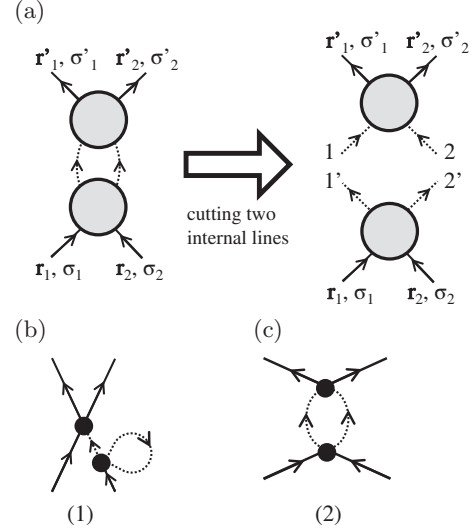 (a)
r'₁, σ'₁ r'₂, σ'₂
r'₁, σ'₁ r'₂, σ'₂
1 2
1' 2'
cutting two
internal lines
r₁, σ₁ r₂, σ₂
r₁, σ₁ r₂, σ₂
(b) (c)
(1) (2)